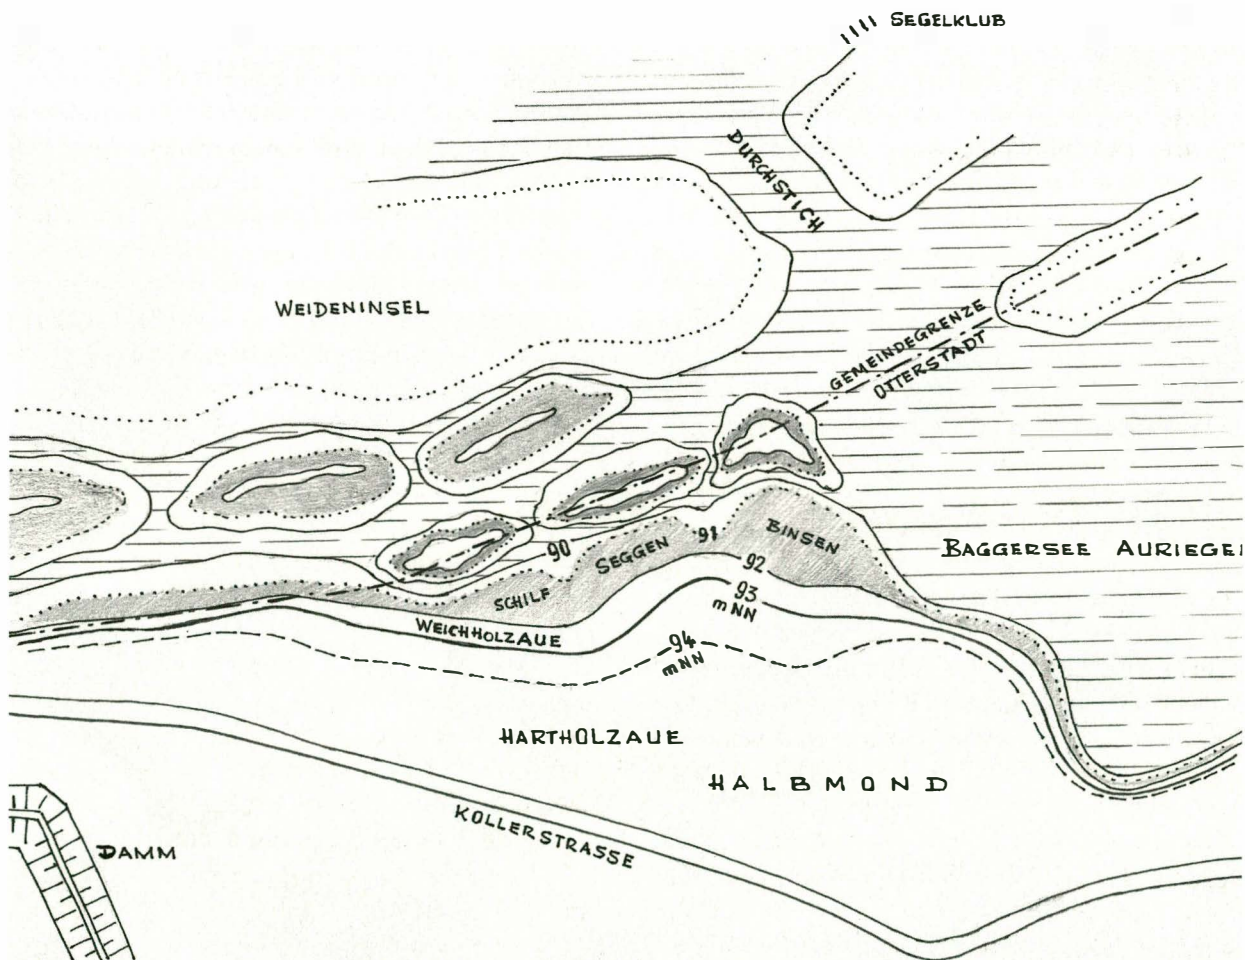 SEGELKLUB
DURCHSTICH
WEIDENINSEL
GEMEINDEGRENZE
OTTERSTADT
90
SEGGEN
91
BINSEN
BAGGERSEE AURIEGE
92
SCHILF
93
mNN
WEICHHOLZAUE
94
mNN
HARTHOLZAUE
HALBMOND
KOLLERSTRASSE
DAMM